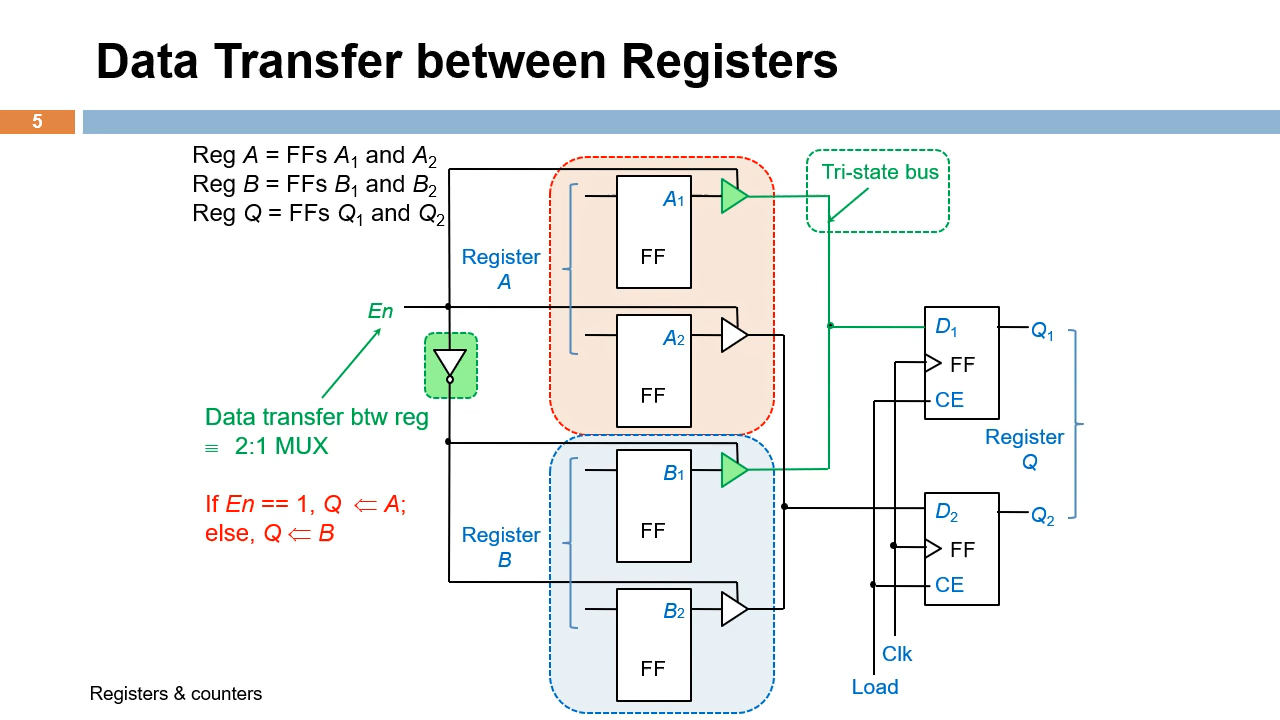 Data Transfer between Registers
5
Reg A = FFs A1 and A2
Reg B = FFs B1 and B2
Reg Q = FFs Q1 and Q2
Tri-state bus
A1
FF
Register
A
En
A2
FF
D1
FF
CE
Q1
Data transfer btw reg
≡ 2:1 MUX
Register
Q
B1
FF
If En == 1, Q ⇐ A;
else, Q ⇐ B
Register
B
D2
FF
CE
Q2
B2
FF
Clk
Load
Registers & counters